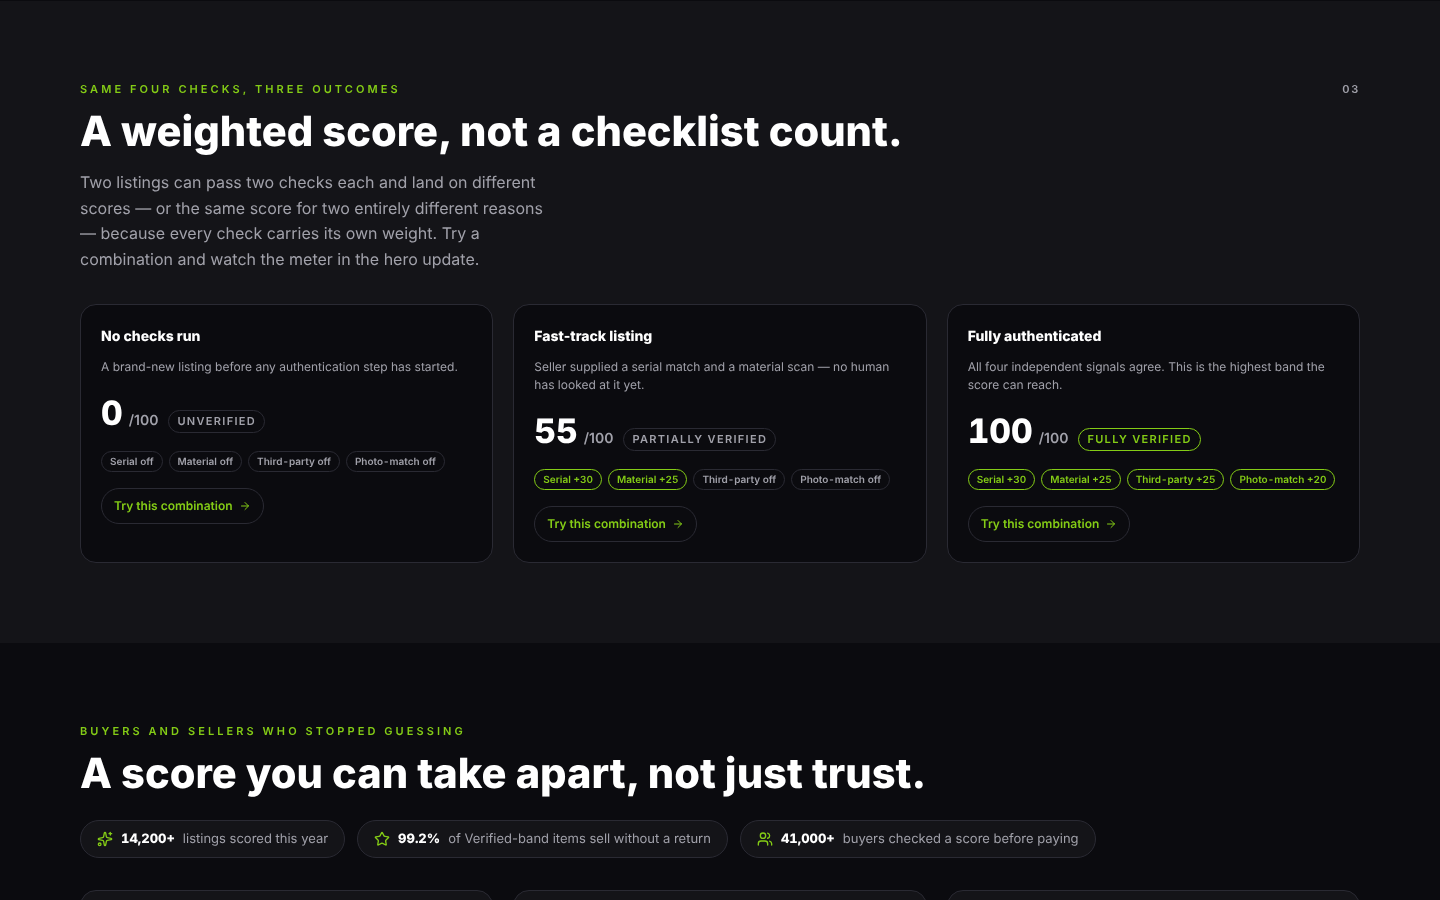 SAME FOUR CHECKS, THREE OUTCOMES
03
A weighted score, not a checklist count.
Two listings can pass two checks each and land on different
scores — or the same score for two entirely different reasons
— because every check carries its own weight. Try a
combination and watch the meter in the hero update.
No checks run
A brand-new listing before any authentication step has started.
0 /100 UNVERIFIED
Serial off Material off Third-party off Photo-match off
Try this combination →
Fast-track listing
Seller supplied a serial match and a material scan — no human
has looked at it yet.
55 /100 PARTIALLY VERIFIED
Serial +30 Material +25 Third-party off Photo-match off
Try this combination →
Fully authenticated
All four independent signals agree. This is the highest band the
score can reach.
100 /100 FULLY VERIFIED
Serial +30 Material +25 Third-party +25 Photo-match +20
Try this combination →
BUYERS AND SELLERS WHO STOPPED GUESSING
A score you can take apart, not just trust.
14,200+ listings scored this year
99.2% of Verified-band items sell without a return
41,000+ buyers checked a score before paying